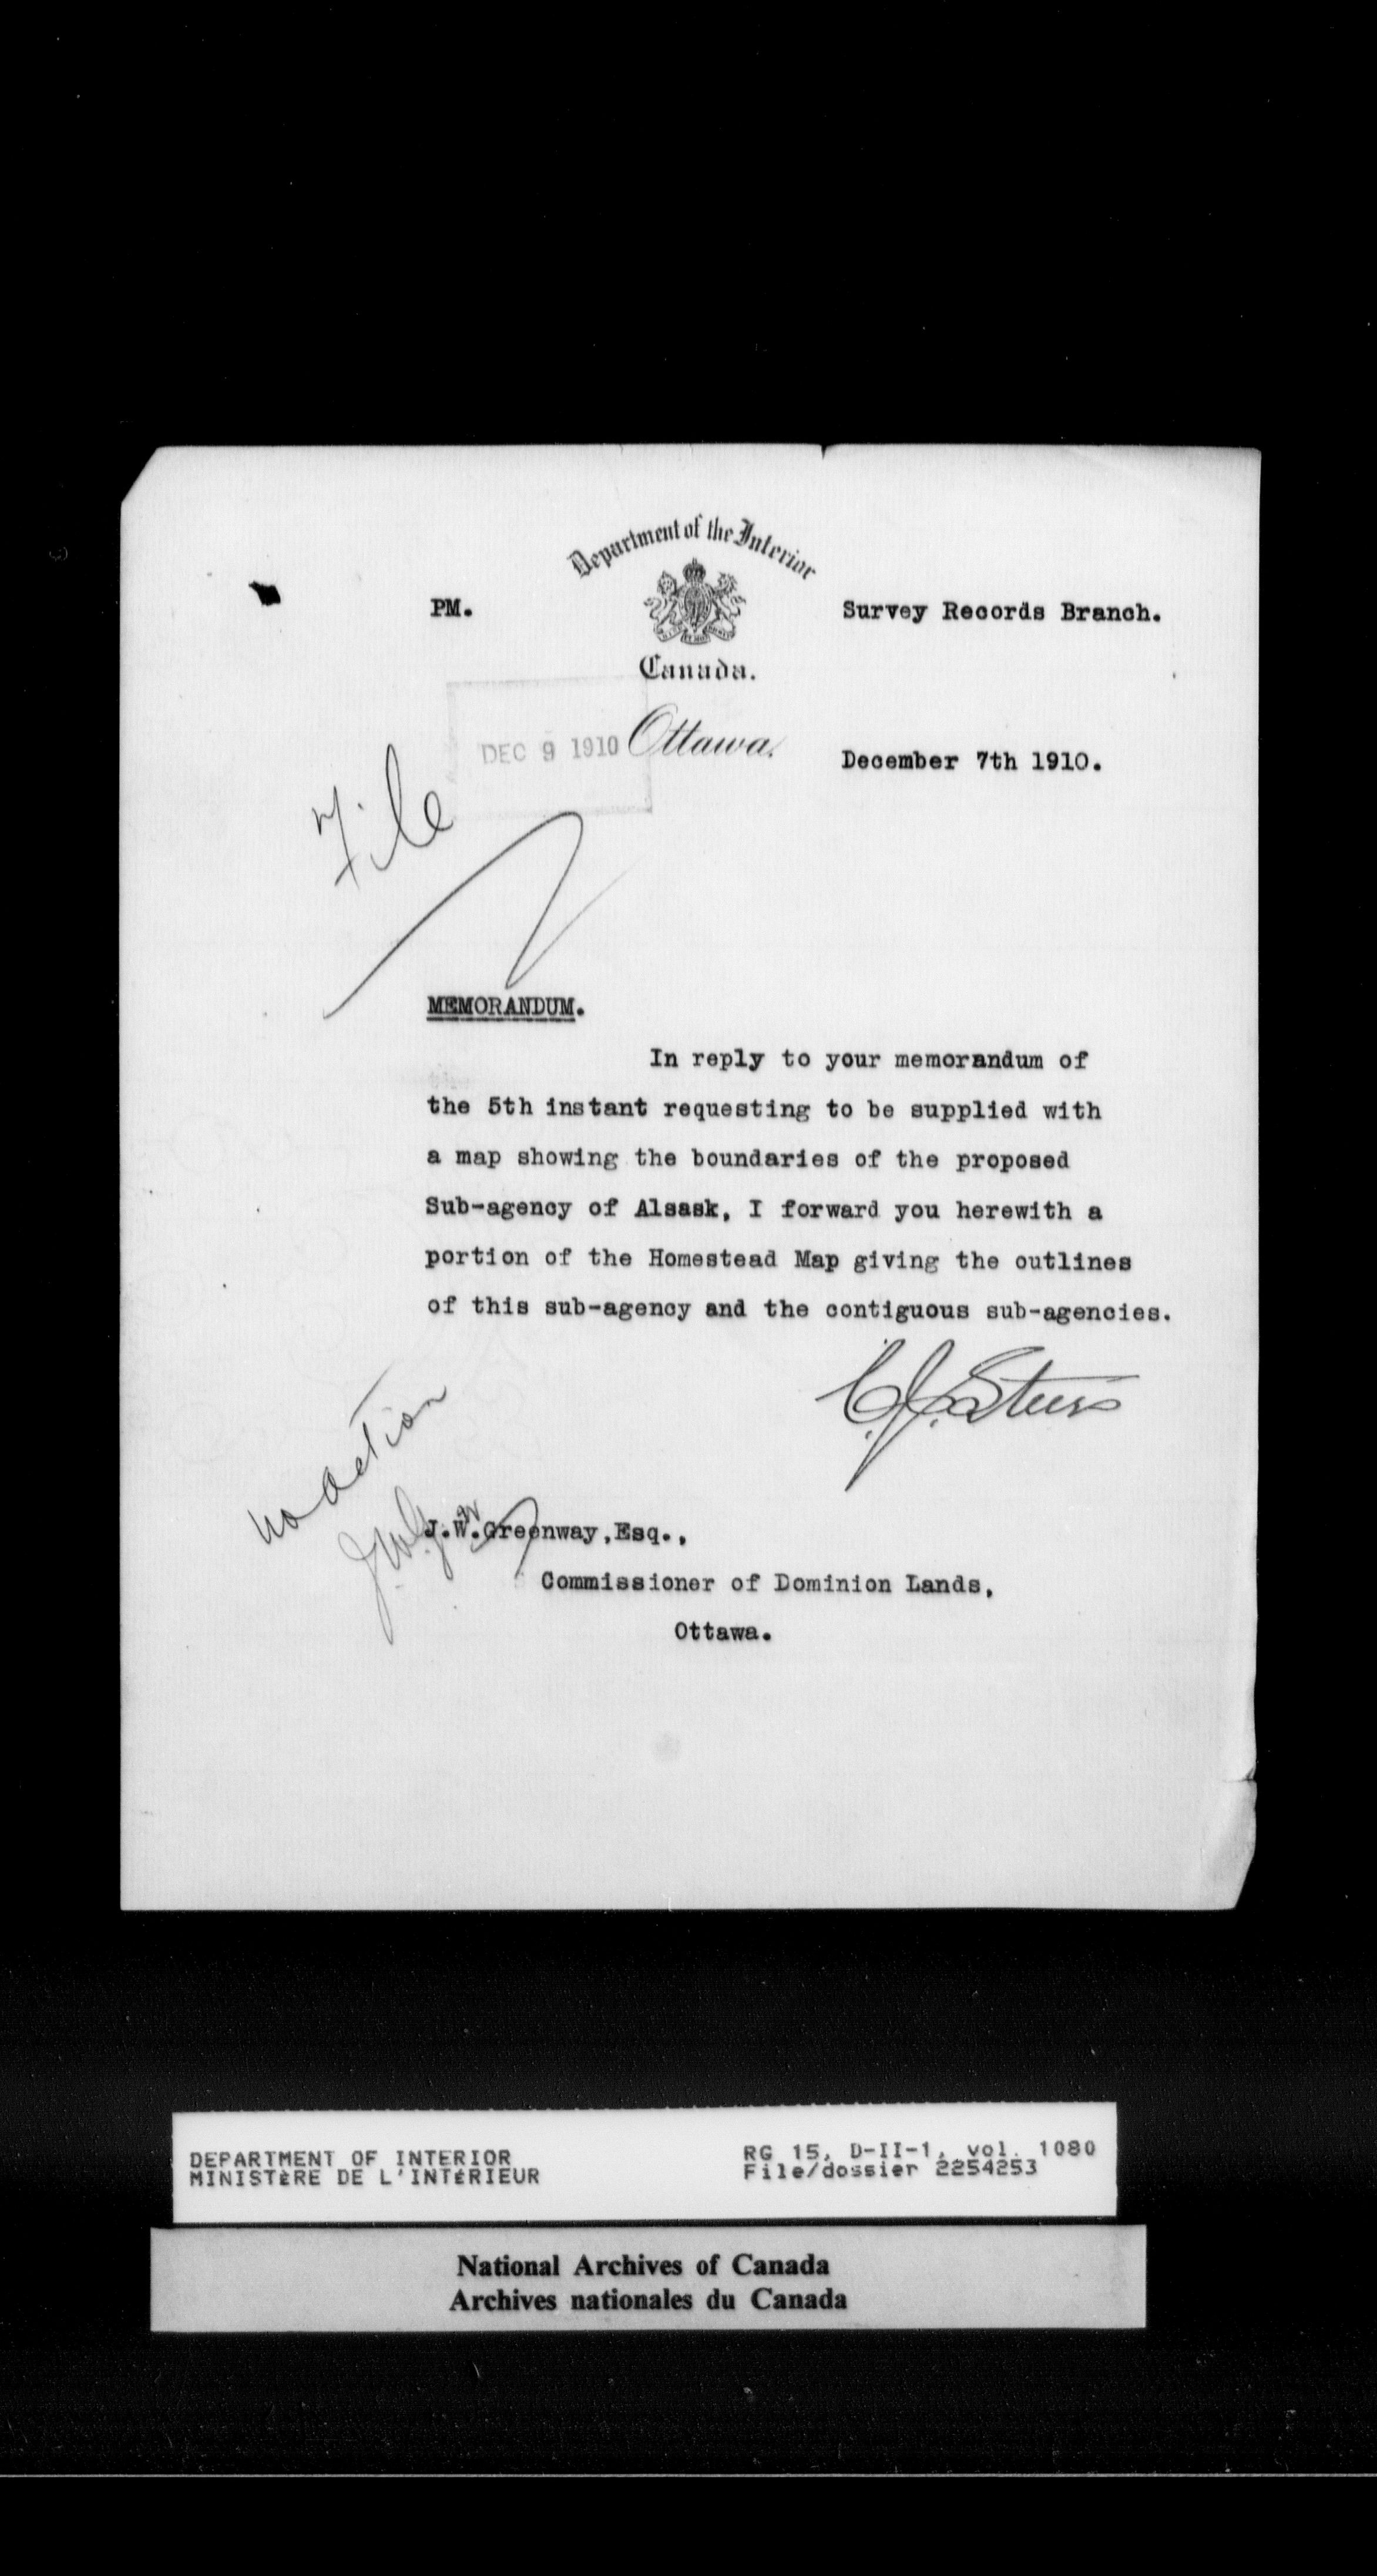 Department of the Interior
PM.
Survey Records Branch.
Canada.
DEC 9 1910
Ottawa,
December 7th 1910.
File
MEMORANDUM.
In reply to your memorandum of
the 5th instant requesting to be supplied with
a map showing the boundaries of the proposed
Sub-agency of Alsask, I forward you herewith a
portion of the Homestead Map giving the outlines
of this sub-agency and the contiguous sub-agencies.
C.J. Steers
No action
J.W.G.
J.W.Greenway,Esq.,
Commissioner of Dominion Lands,
Ottawa.
DEPARTMENT OF INTERIOR
MINISTÈRE DE L'INTÉRIEUR
RG 15, D-II-1, vol. 1080
File/dossier 2254253
National Archives of Canada
Archives nationales du Canada